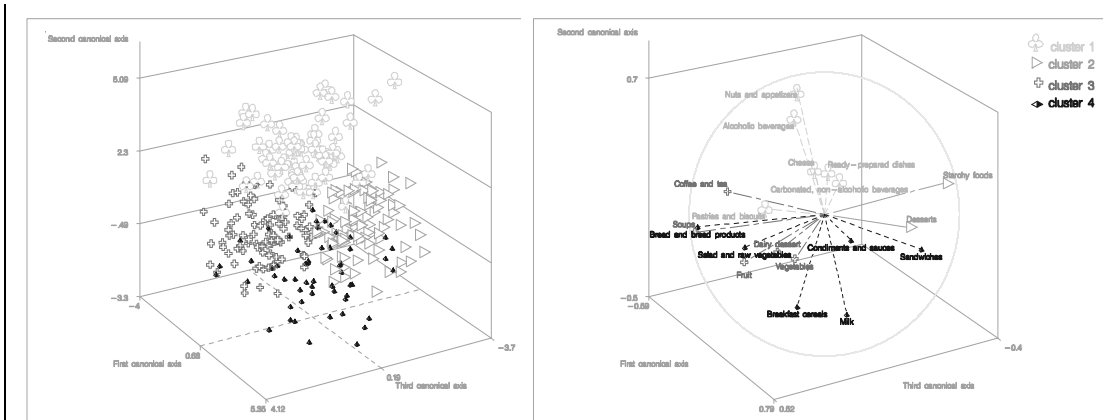 Second canonical axis
5.09
2.3
-.49
-3.3
-4
0.68
First canonical axis
5.35 4.12
0.19
Third canonical axis
-3.7
Second canonical axis
0.7
-0.5
-0.59
First canonical axis
0.79 0.52
Third canonical axis
-0.4
Nuts and appetizers
Alcoholic beverages
Cheese
Ready-prepared dishes
Starchy foods
Coffee and tea
Carbonated, non-alcoholic beverages
Pastries and biscuits
Desserts
Soups
Bread and bread products
Dairy dessert
Condiments and sauces
Salad and raw vegetables
Sandwiches
Vegetables
Fruit
Breakfast cereals
Milk
cluster 1
cluster 2
cluster 3
cluster 4